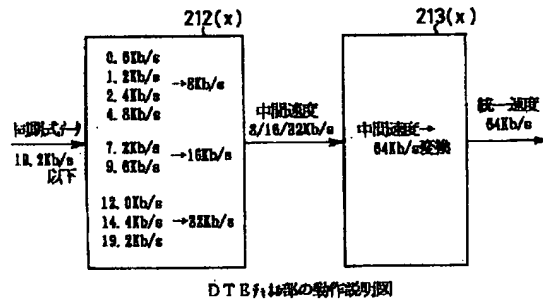 212(x)
213(x)
0.6Kb/s
1.2Kb/s
2.4Kb/s
4.8Kb/s
→8Kb/s
7.2Kb/s
9.6Kb/s
→16Kb/s
12.0Kb/s
14.4Kb/s
19.2Kb/s
→32Kb/s
同期式データ
19.2Kb/s
以下
中間速度
8/16/32Kb/s
中間速度→
64Kb/s変換
統一速度
64Kb/s
DTE 部の動作説明図